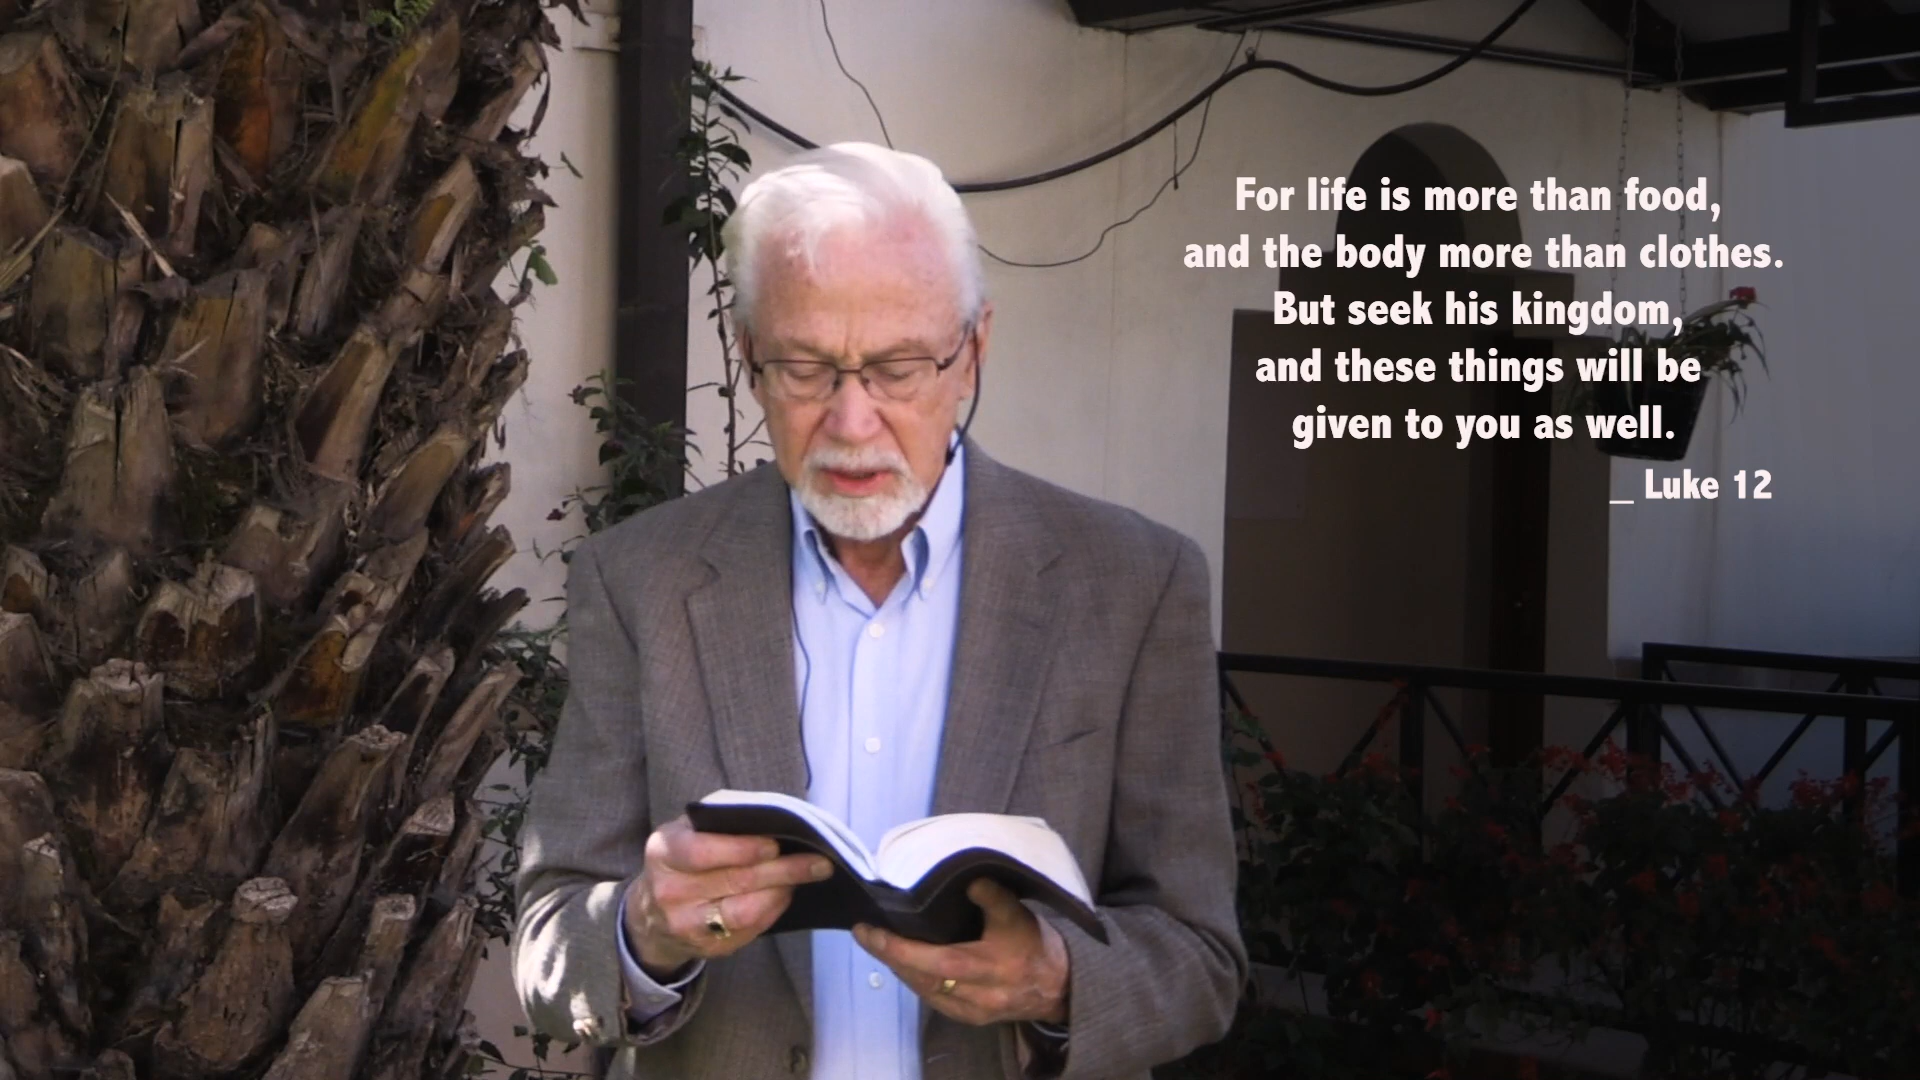 For life is more than food,
and the body more than clothes.
But seek his kingdom,
and these things will be
given to you as well.
_ Luke 12